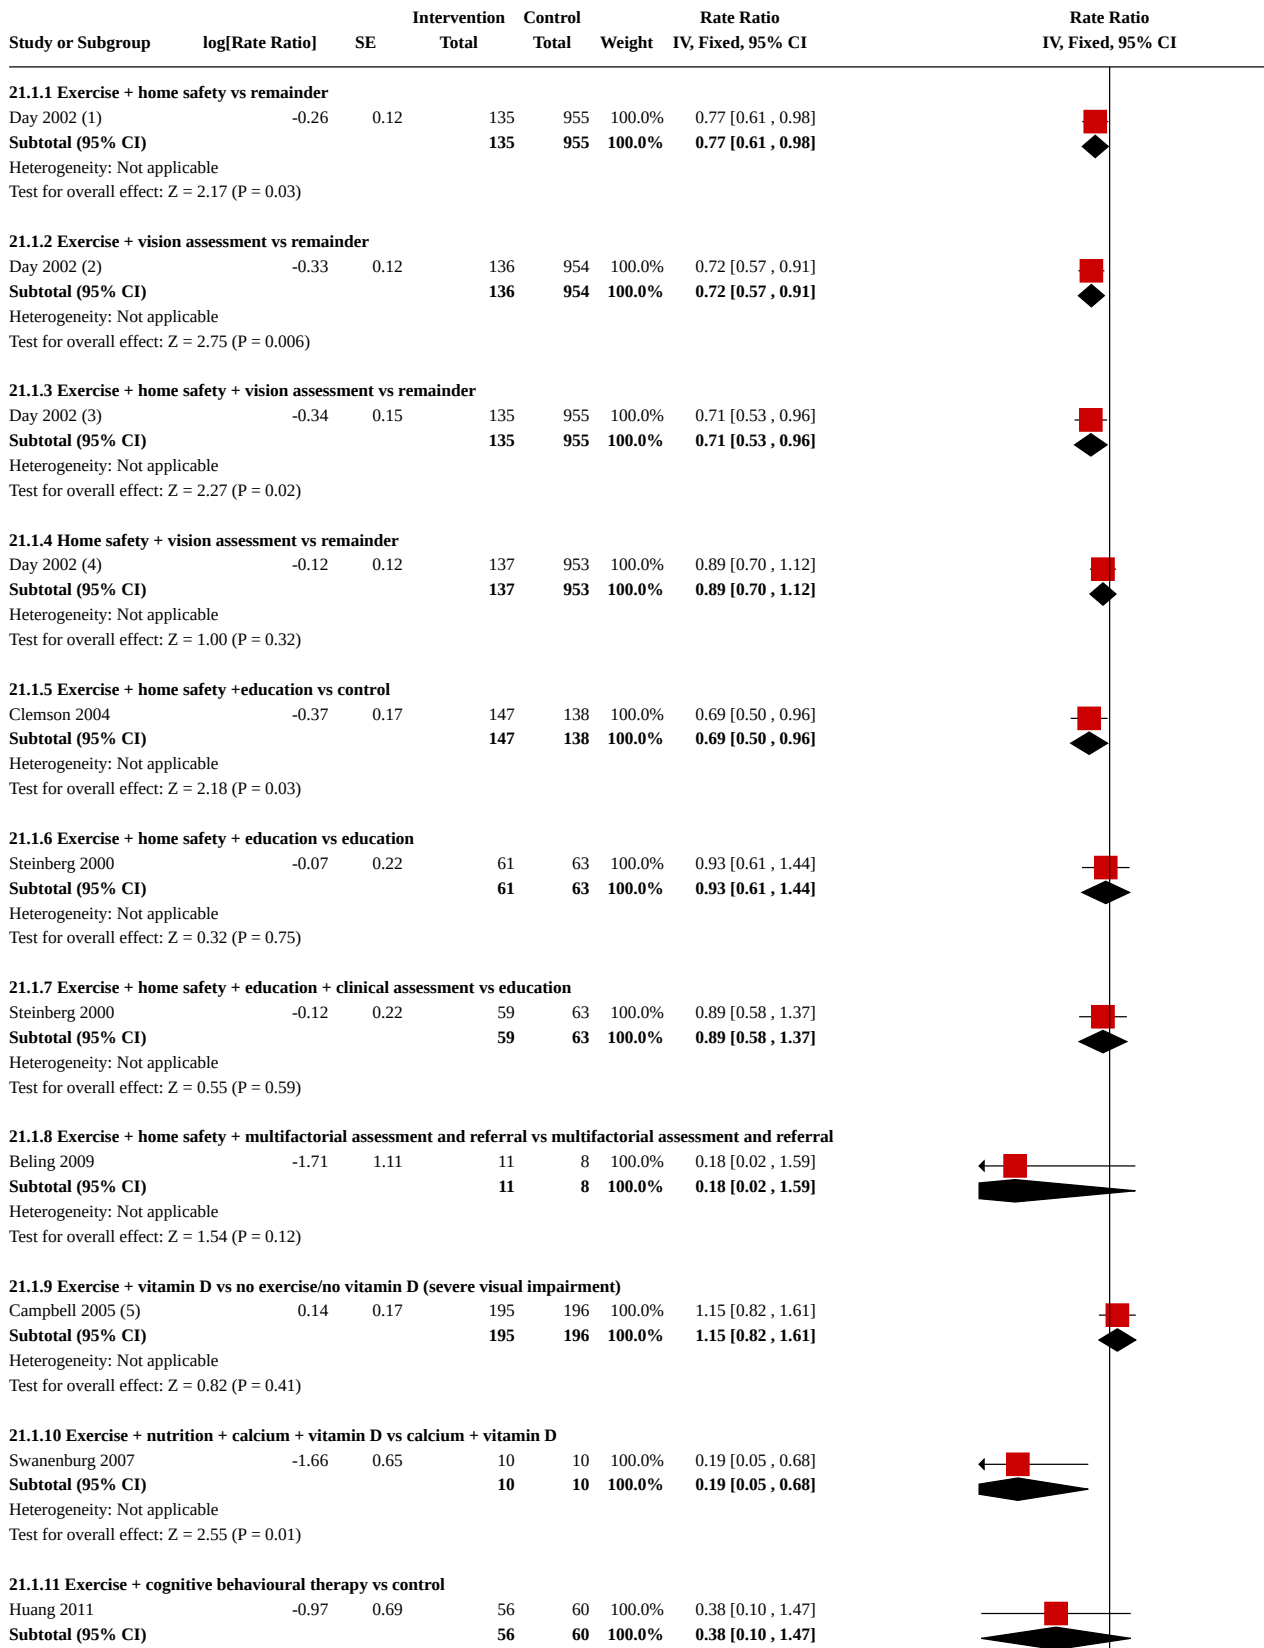 Intervention Control Rate Ratio Rate Ratio
Study or Subgroup log[Rate Ratio] SE Total Total Weight IV, Fixed, 95% CI IV, Fixed, 95% CI
21.1.1 Exercise + home safety vs remainder
Day 2002 (1) -0.26 0.12 135 955 100.0% 0.77 [0.61 , 0.98]
Subtotal (95% CI) 135 955 100.0% 0.77 [0.61 , 0.98]
Heterogeneity: Not applicable
Test for overall effect: Z = 2.17 (P = 0.03)
21.1.2 Exercise + vision assessment vs remainder
Day 2002 (2) -0.33 0.12 136 954 100.0% 0.72 [0.57 , 0.91]
Subtotal (95% CI) 136 954 100.0% 0.72 [0.57 , 0.91]
Heterogeneity: Not applicable
Test for overall effect: Z = 2.75 (P = 0.006)
21.1.3 Exercise + home safety + vision assessment vs remainder
Day 2002 (3) -0.34 0.15 135 955 100.0% 0.71 [0.53 , 0.96]
Subtotal (95% CI) 135 955 100.0% 0.71 [0.53 , 0.96]
Heterogeneity: Not applicable
Test for overall effect: Z = 2.27 (P = 0.02)
21.1.4 Home safety + vision assessment vs remainder
Day 2002 (4) -0.12 0.12 137 953 100.0% 0.89 [0.70 , 1.12]
Subtotal (95% CI) 137 953 100.0% 0.89 [0.70 , 1.12]
Heterogeneity: Not applicable
Test for overall effect: Z = 1.00 (P = 0.32)
21.1.5 Exercise + home safety +education vs control
Clemson 2004 -0.37 0.17 147 138 100.0% 0.69 [0.50 , 0.96]
Subtotal (95% CI) 147 138 100.0% 0.69 [0.50 , 0.96]
Heterogeneity: Not applicable
Test for overall effect: Z = 2.18 (P = 0.03)
21.1.6 Exercise + home safety + education vs education
Steinberg 2000 -0.07 0.22 61 63 100.0% 0.93 [0.61 , 1.44]
Subtotal (95% CI) 61 63 100.0% 0.93 [0.61 , 1.44]
Heterogeneity: Not applicable
Test for overall effect: Z = 0.32 (P = 0.75)
21.1.7 Exercise + home safety + education + clinical assessment vs education
Steinberg 2000 -0.12 0.22 59 63 100.0% 0.89 [0.58 , 1.37]
Subtotal (95% CI) 59 63 100.0% 0.89 [0.58 , 1.37]
Heterogeneity: Not applicable
Test for overall effect: Z = 0.55 (P = 0.59)
21.1.8 Exercise + home safety + multifactorial assessment and referral vs multifactorial assessment and referral
Beling 2009 -1.71 1.11 11 8 100.0% 0.18 [0.02 , 1.59]
Subtotal (95% CI) 11 8 100.0% 0.18 [0.02 , 1.59]
Heterogeneity: Not applicable
Test for overall effect: Z = 1.54 (P = 0.12)
21.1.9 Exercise + vitamin D vs no exercise/no vitamin D (severe visual impairment)
Campbell 2005 (5) 0.14 0.17 195 196 100.0% 1.15 [0.82 , 1.61]
Subtotal (95% CI) 195 196 100.0% 1.15 [0.82 , 1.61]
Heterogeneity: Not applicable
Test for overall effect: Z = 0.82 (P = 0.41)
21.1.10 Exercise + nutrition + calcium + vitamin D vs calcium + vitamin D
Swanenburg 2007 -1.66 0.65 10 10 100.0% 0.19 [0.05 , 0.68]
Subtotal (95% CI) 10 10 100.0% 0.19 [0.05 , 0.68]
Heterogeneity: Not applicable
Test for overall effect: Z = 2.55 (P = 0.01)
21.1.11 Exercise + cognitive behavioural therapy vs control
Huang 2011 -0.97 0.69 56 60 100.0% 0.38 [0.10 , 1.47]
Subtotal (95% CI) 56 60 100.0% 0.38 [0.10 , 1.47]